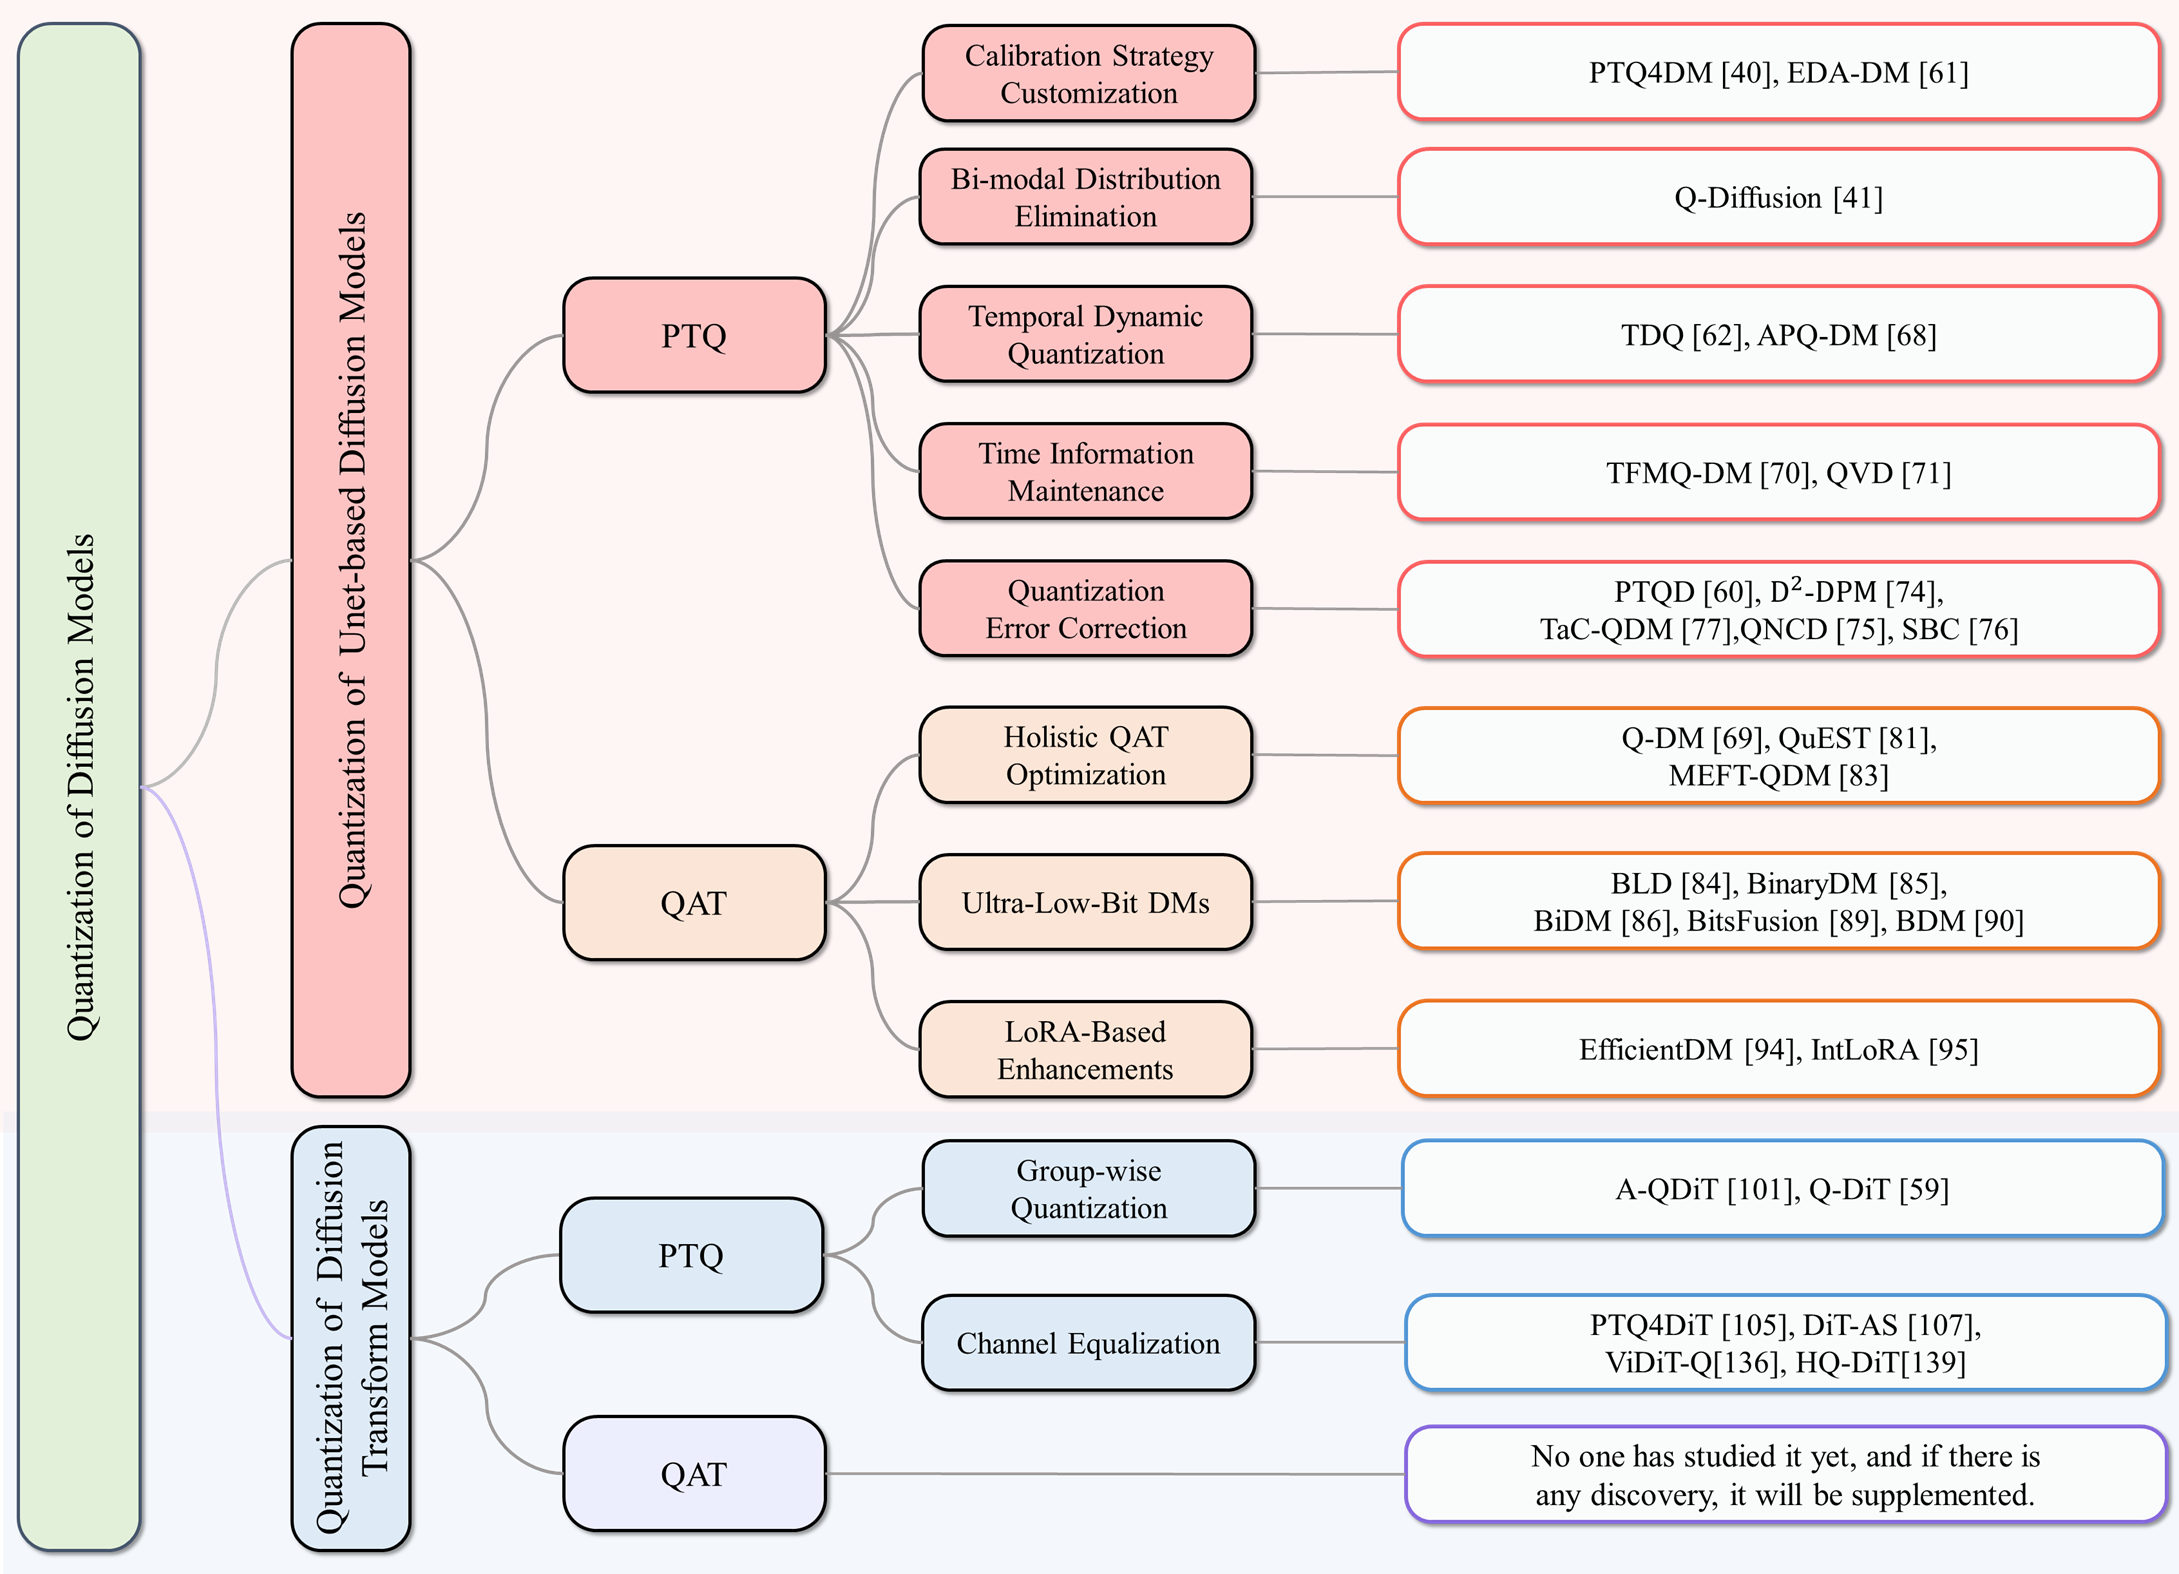 Quantization of Diffusion Models
Quantization of Unet-based Diffusion Models
PTQ
Calibration Strategy
Customization
PTQ4DM [40], EDA-DM [61]
Bi-modal Distribution
Elimination
Q-Diffusion [41]
Temporal Dynamic
Quantization
TDQ [62], APQ-DM [68]
Time Information
Maintenance
TFMQ-DM [70], QVD [71]
Quantization
Error Correction
PTQD [60], D²-DPM [74],
TaC-QDM [77],QNCD [75], SBC [76]
QAT
Holistic QAT
Optimization
Q-DM [69], QuEST [81],
MEFT-QDM [83]
Ultra-Low-Bit DMs
BLD [84], BinaryDM [85],
BiDM [86], BitsFusion [89], BDM [90]
LoRA-Based
Enhancements
EfficientDM [94], IntLoRA [95]
Quantization of Diffusion
Transform Models
PTQ
Group-wise
Quantization
A-QDiT [101], Q-DiT [59]
Channel Equalization
PTQ4DiT [105], DiT-AS [107],
ViDiT-Q[136], HQ-DiT[139]
QAT
No one has studied it yet, and if there is
any discovery, it will be supplemented.